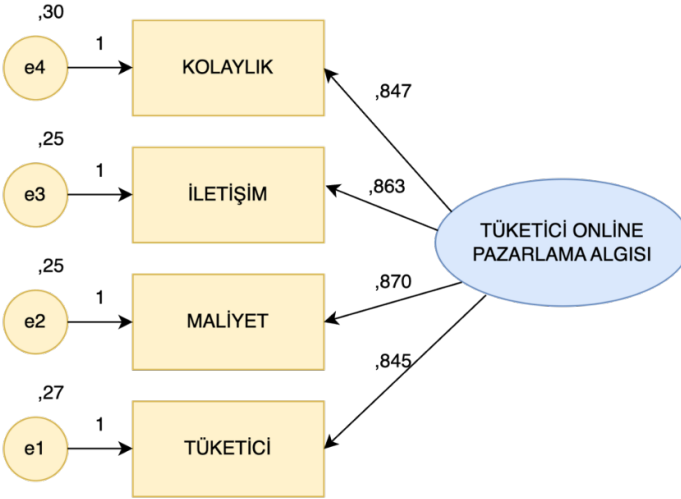 ,30
1
e4
KOLAYLIK
,847
,25
1
e3
İLETİŞİM
,863
TÜKETİCİ ONLİNE
PAZARLAMA ALGISI
,25
1
e2
MALİYET
,870
,845
,27
1
e1
TÜKETİCİ